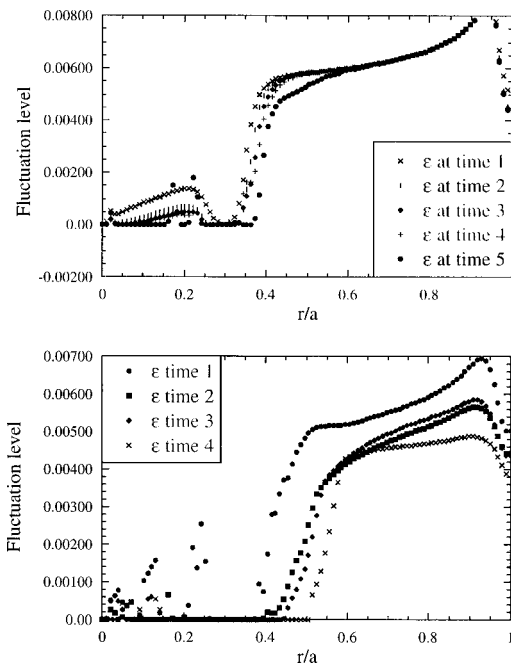 0.00800
0.00600
0.00400
0.00200
0.00
-0.00200
Fluctuation level
× ε at time 1
ı ε at time 2
♦ ε at time 3
+ ε at time 4
● ε at time 5
0 0.2 0.4 0.6 0.8
r/a
0.00700
0.00600
0.00500
0.00400
0.00300
0.00200
0.00100
0.00
Fluctuation level
● ε time 1
■ ε time 2
♦ ε time 3
× ε time 4
0 0.2 0.4 0.6 0.8 1
r/a